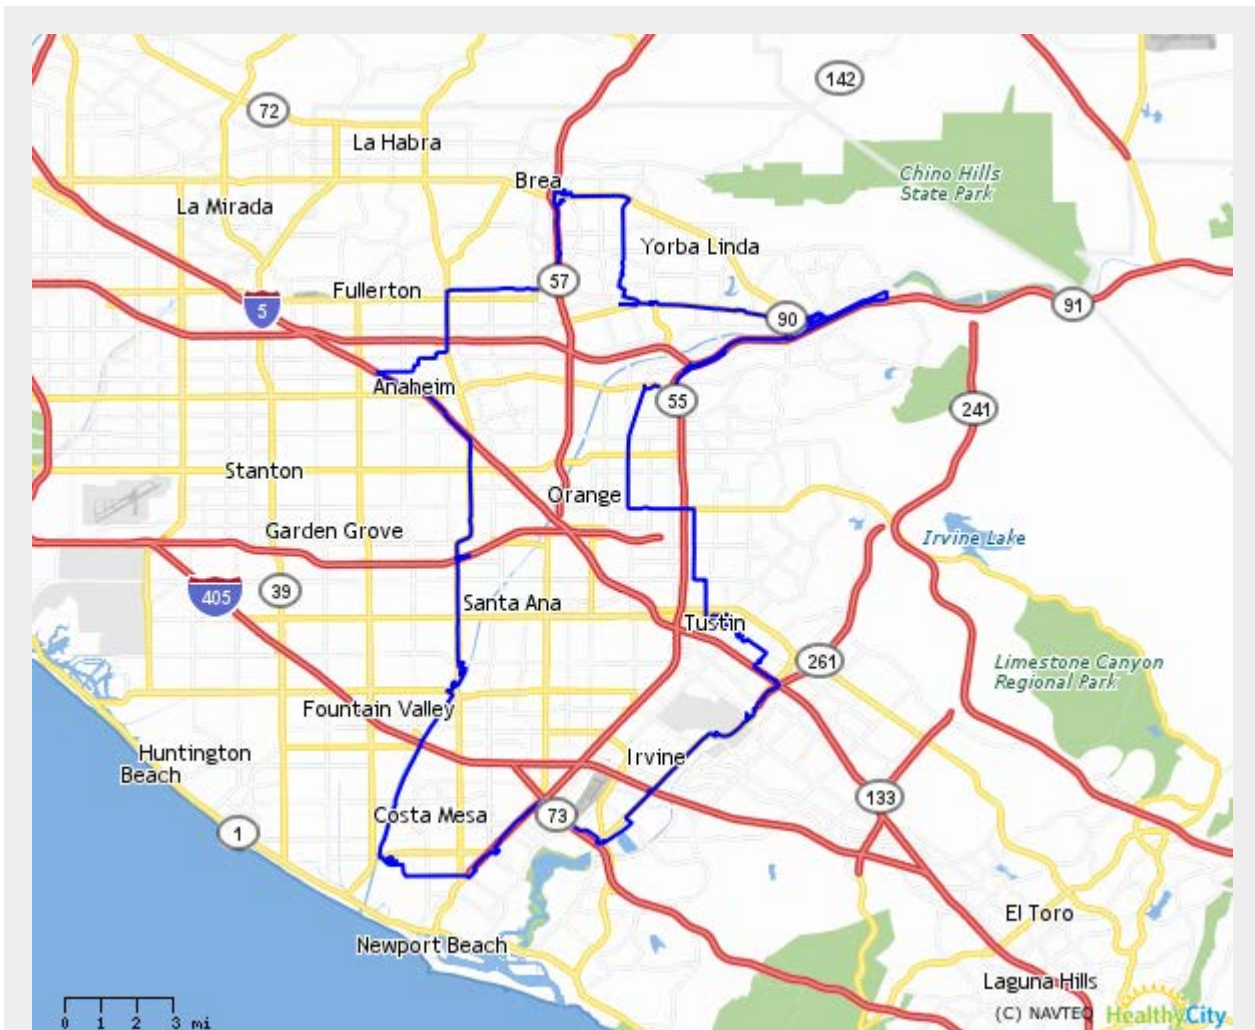 142
72
La Habra
Chino Hills
State Park
Brea
La Mirada
Yorba Linda
57
Fullerton
5
91
90
Anaheim
55
241
Stanton
Orange
Garden Grove
Irvine Lake
39
405
Santa Ana
Tustin
261
Limestone Canyon
Regional Park
Fountain Valley
Huntington
Beach
Irvine
133
Costa Mesa
73
1
El Toro
Newport Beach
Laguna Hills
(C) NAVTEQ
HealthyCity
0 1 2 3 mi